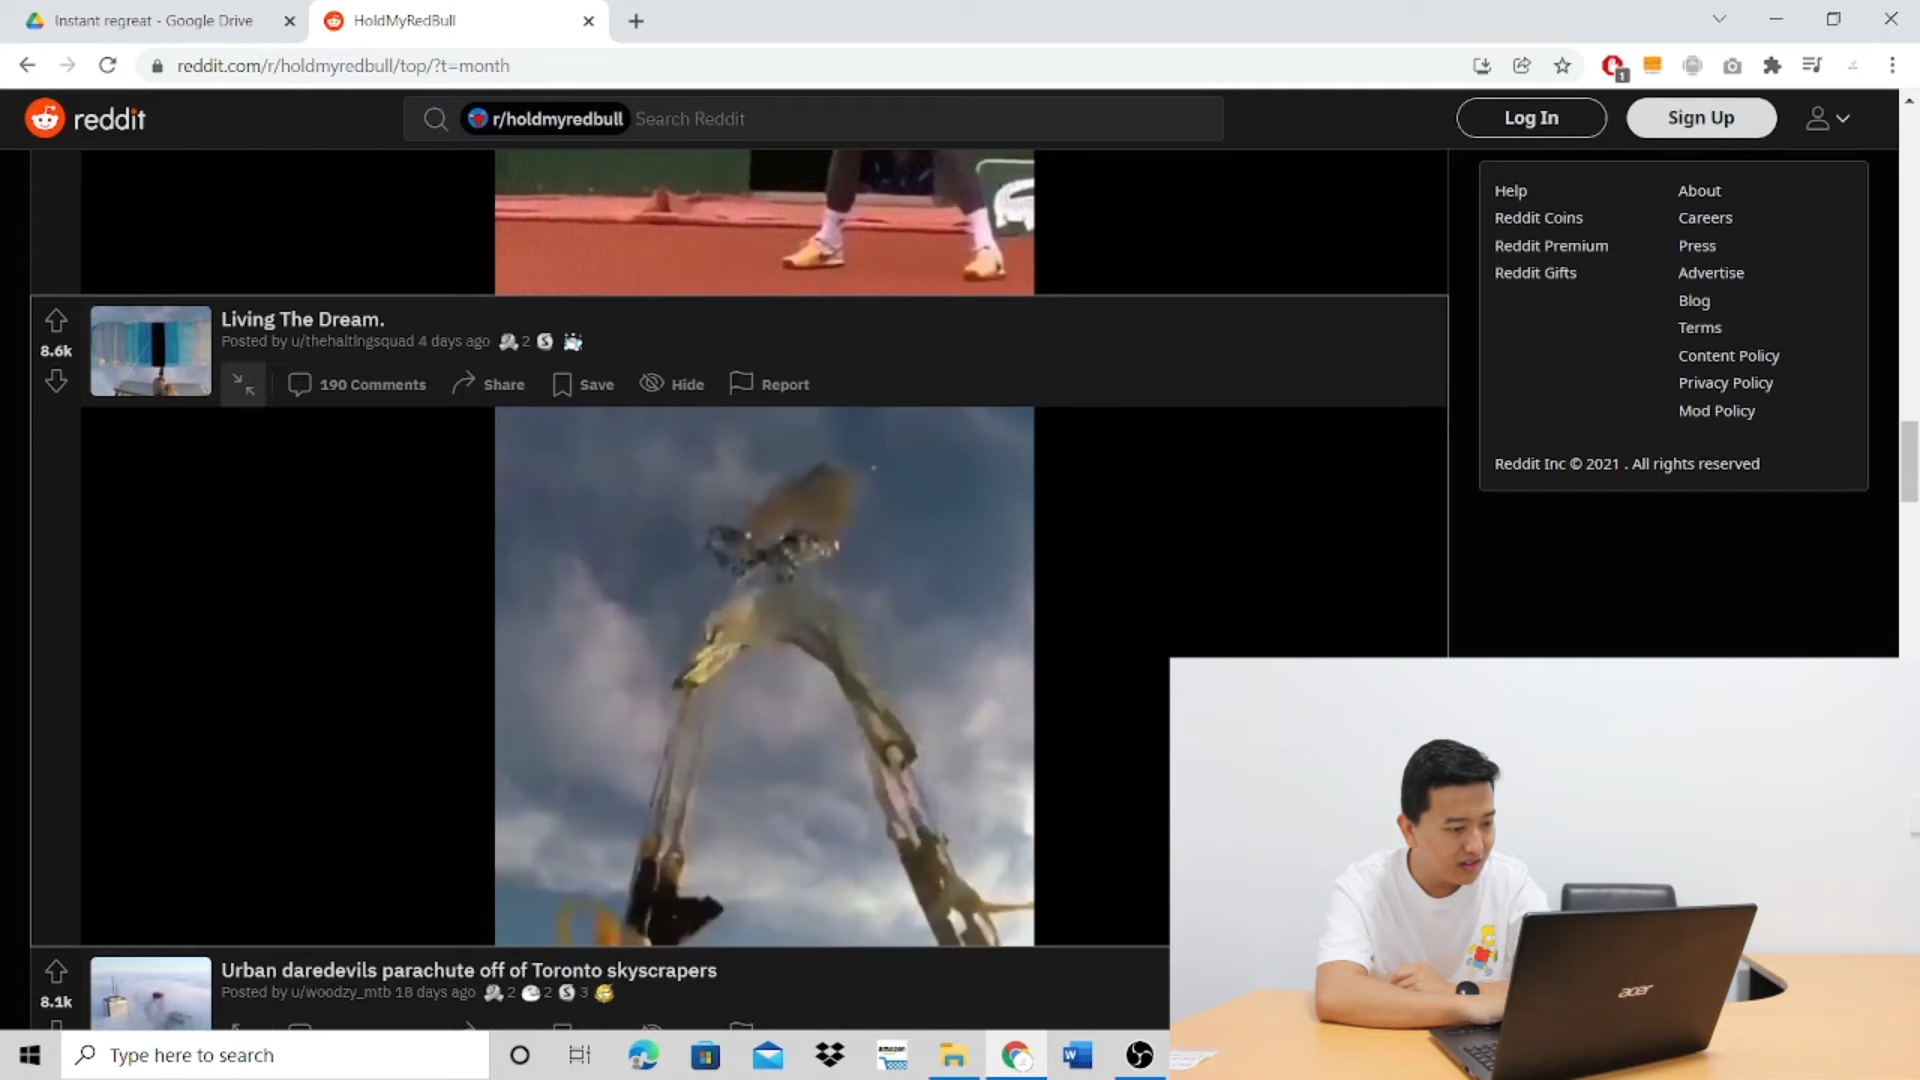 Instant regreat - Google Drive
HoldMyRedBull
reddit.com/r/holdmyredbull/top/?t=month
1
reddit
r/holdmyredbull
Search Reddit
Log In
Sign Up
Help
About
Reddit Coins
Careers
Reddit Premium
Press
Reddit Gifts
Advertise
Blog
Terms
Content Policy
Privacy Policy
Mod Policy
Reddit Inc © 2021 . All rights reserved
Living The Dream.
8.6k
Posted by u/thehaltingsquad 4 days ago 2
190 Comments
Share
Save
Hide
Report
Urban daredevils parachute off of Toronto skyscrapers
Posted by u/woodzy_mtb 18 days ago 2 2 3
8.1k
acer
Type here to search
amazon
W